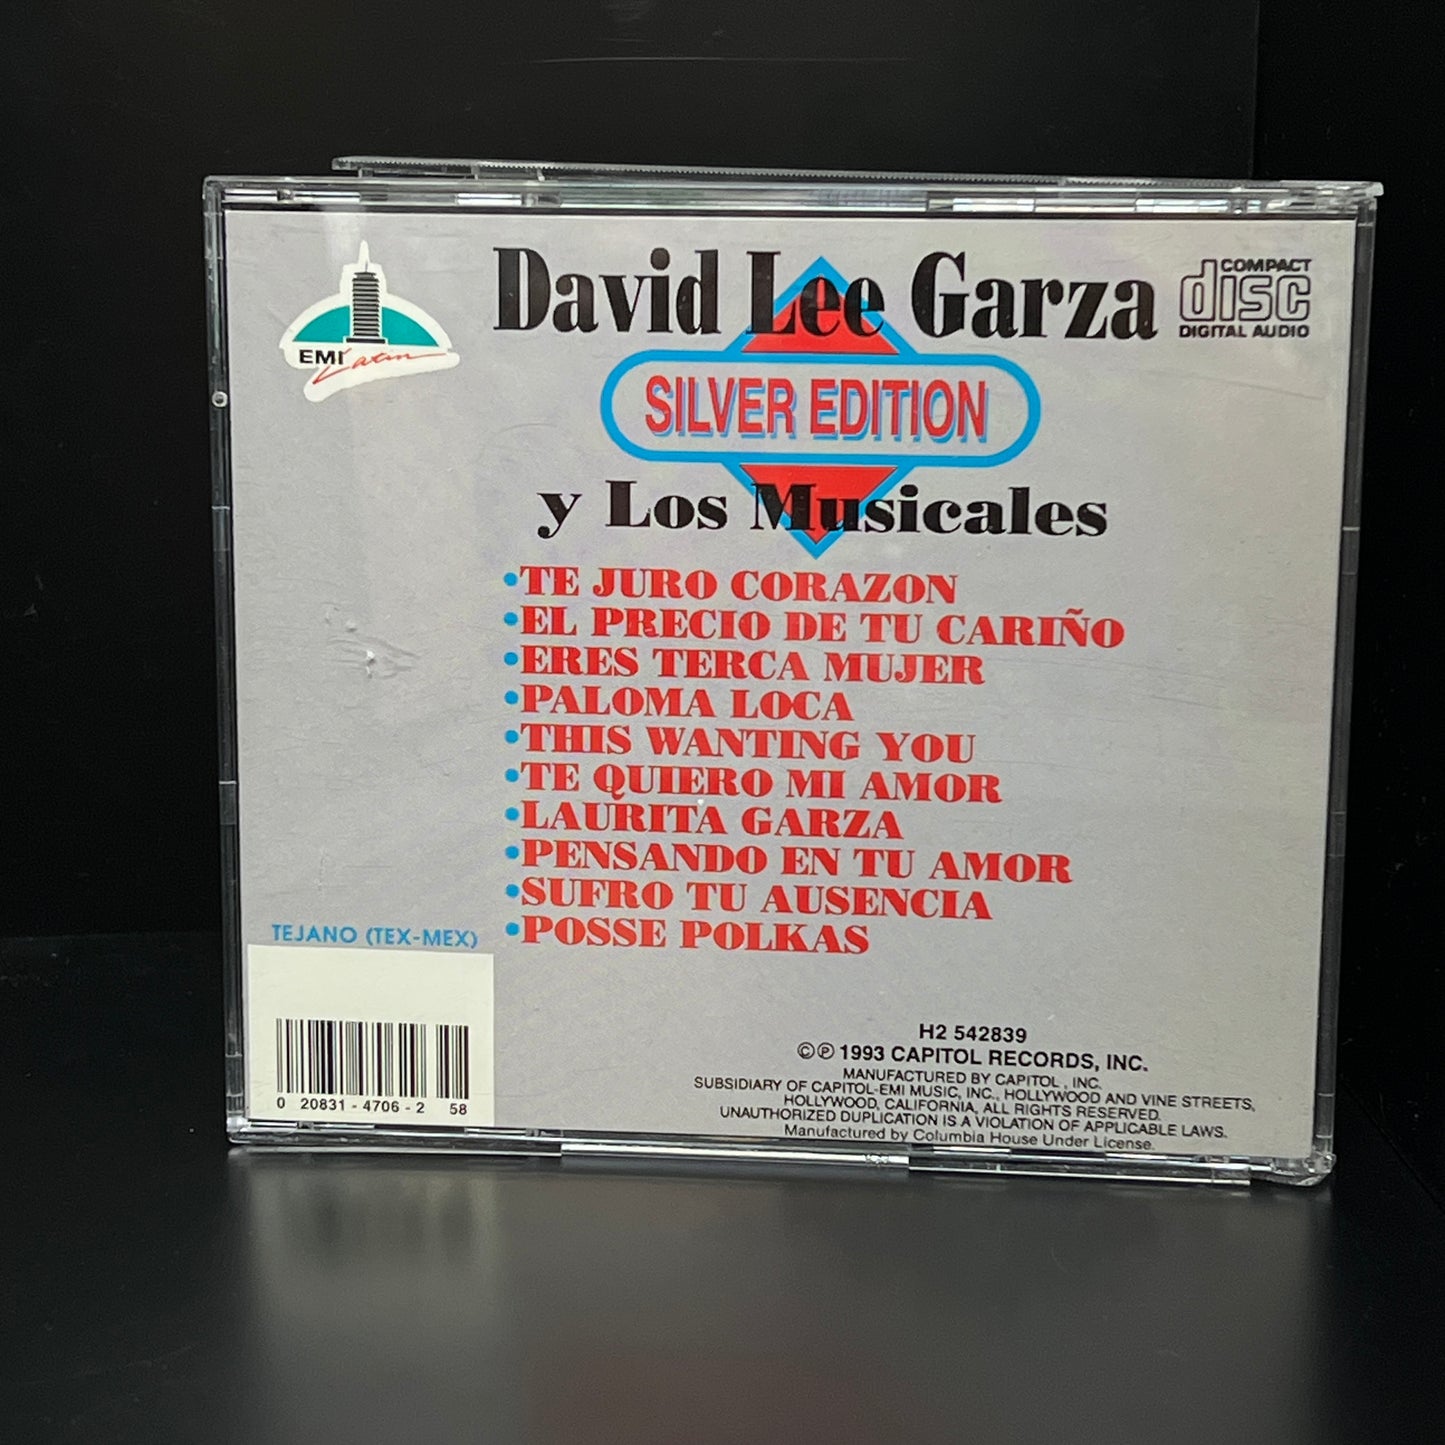 EMI Latin
David Lee Garza
COMPACT
disc
DIGITAL AUDIO
SILVER EDITION
y Los Musicales
•TE JURO CORAZON
•EL PRECIO DE TU CARIÑO
•ERES TERCA MUJER
•PALOMA LOCA
•THIS WANTING YOU
•TE QUIERO MI AMOR
•LAURITA GARZA
•PENSANDO EN TU AMOR
•SUFRO TU AUSENCIA
•POSSE POLKAS
TEJANO (TEX-MEX)
0 20831-4706-2 58
H2 542839
©℗ 1993 CAPITOL RECORDS, INC.
MANUFACTURED BY CAPITOL, INC.
SUBSIDIARY OF CAPITOL-EMI MUSIC, INC., HOLLYWOOD AND VINE STREETS,
HOLLYWOOD, CALIFORNIA, ALL RIGHTS RESERVED.
UNAUTHORIZED DUPLICATION IS A VIOLATION OF APPLICABLE LAWS.
Manufactured by Columbia House Under License.